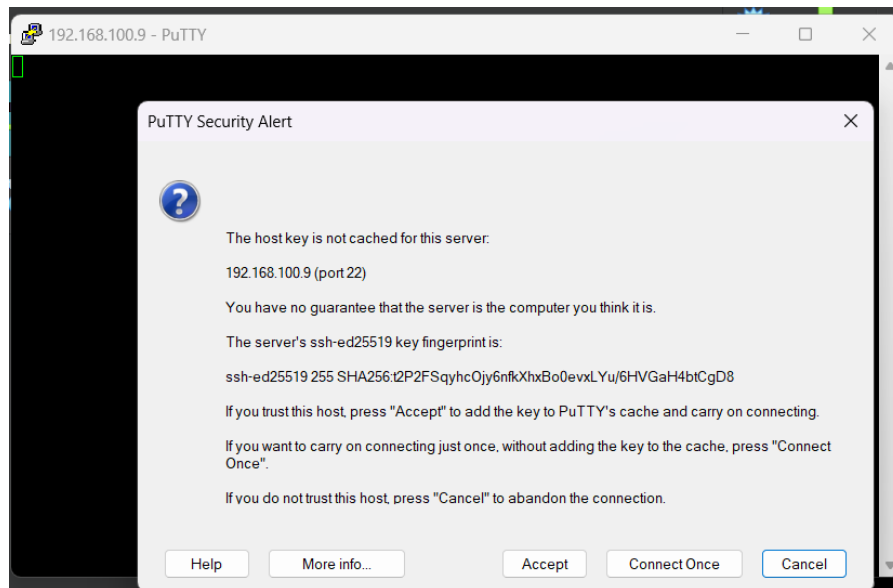 192.168.100.9 - PuTTY
PuTTY Security Alert
The host key is not cached for this server:
192.168.100.9 (port 22)
You have no guarantee that the server is the computer you think it is.
The server's ssh-ed25519 key fingerprint is:
ssh-ed25519 255 SHA256:t2P2FSqyhcOjy6nfkXhxBo0evxLYu/6HVGaH4btCgD8
If you trust this host, press "Accept" to add the key to PuTTY's cache and carry on connecting.
If you want to carry on connecting just once, without adding the key to the cache, press "Connect
Once".
If you do not trust this host, press "Cancel" to abandon the connection.
Help More info... Accept Connect Once Cancel